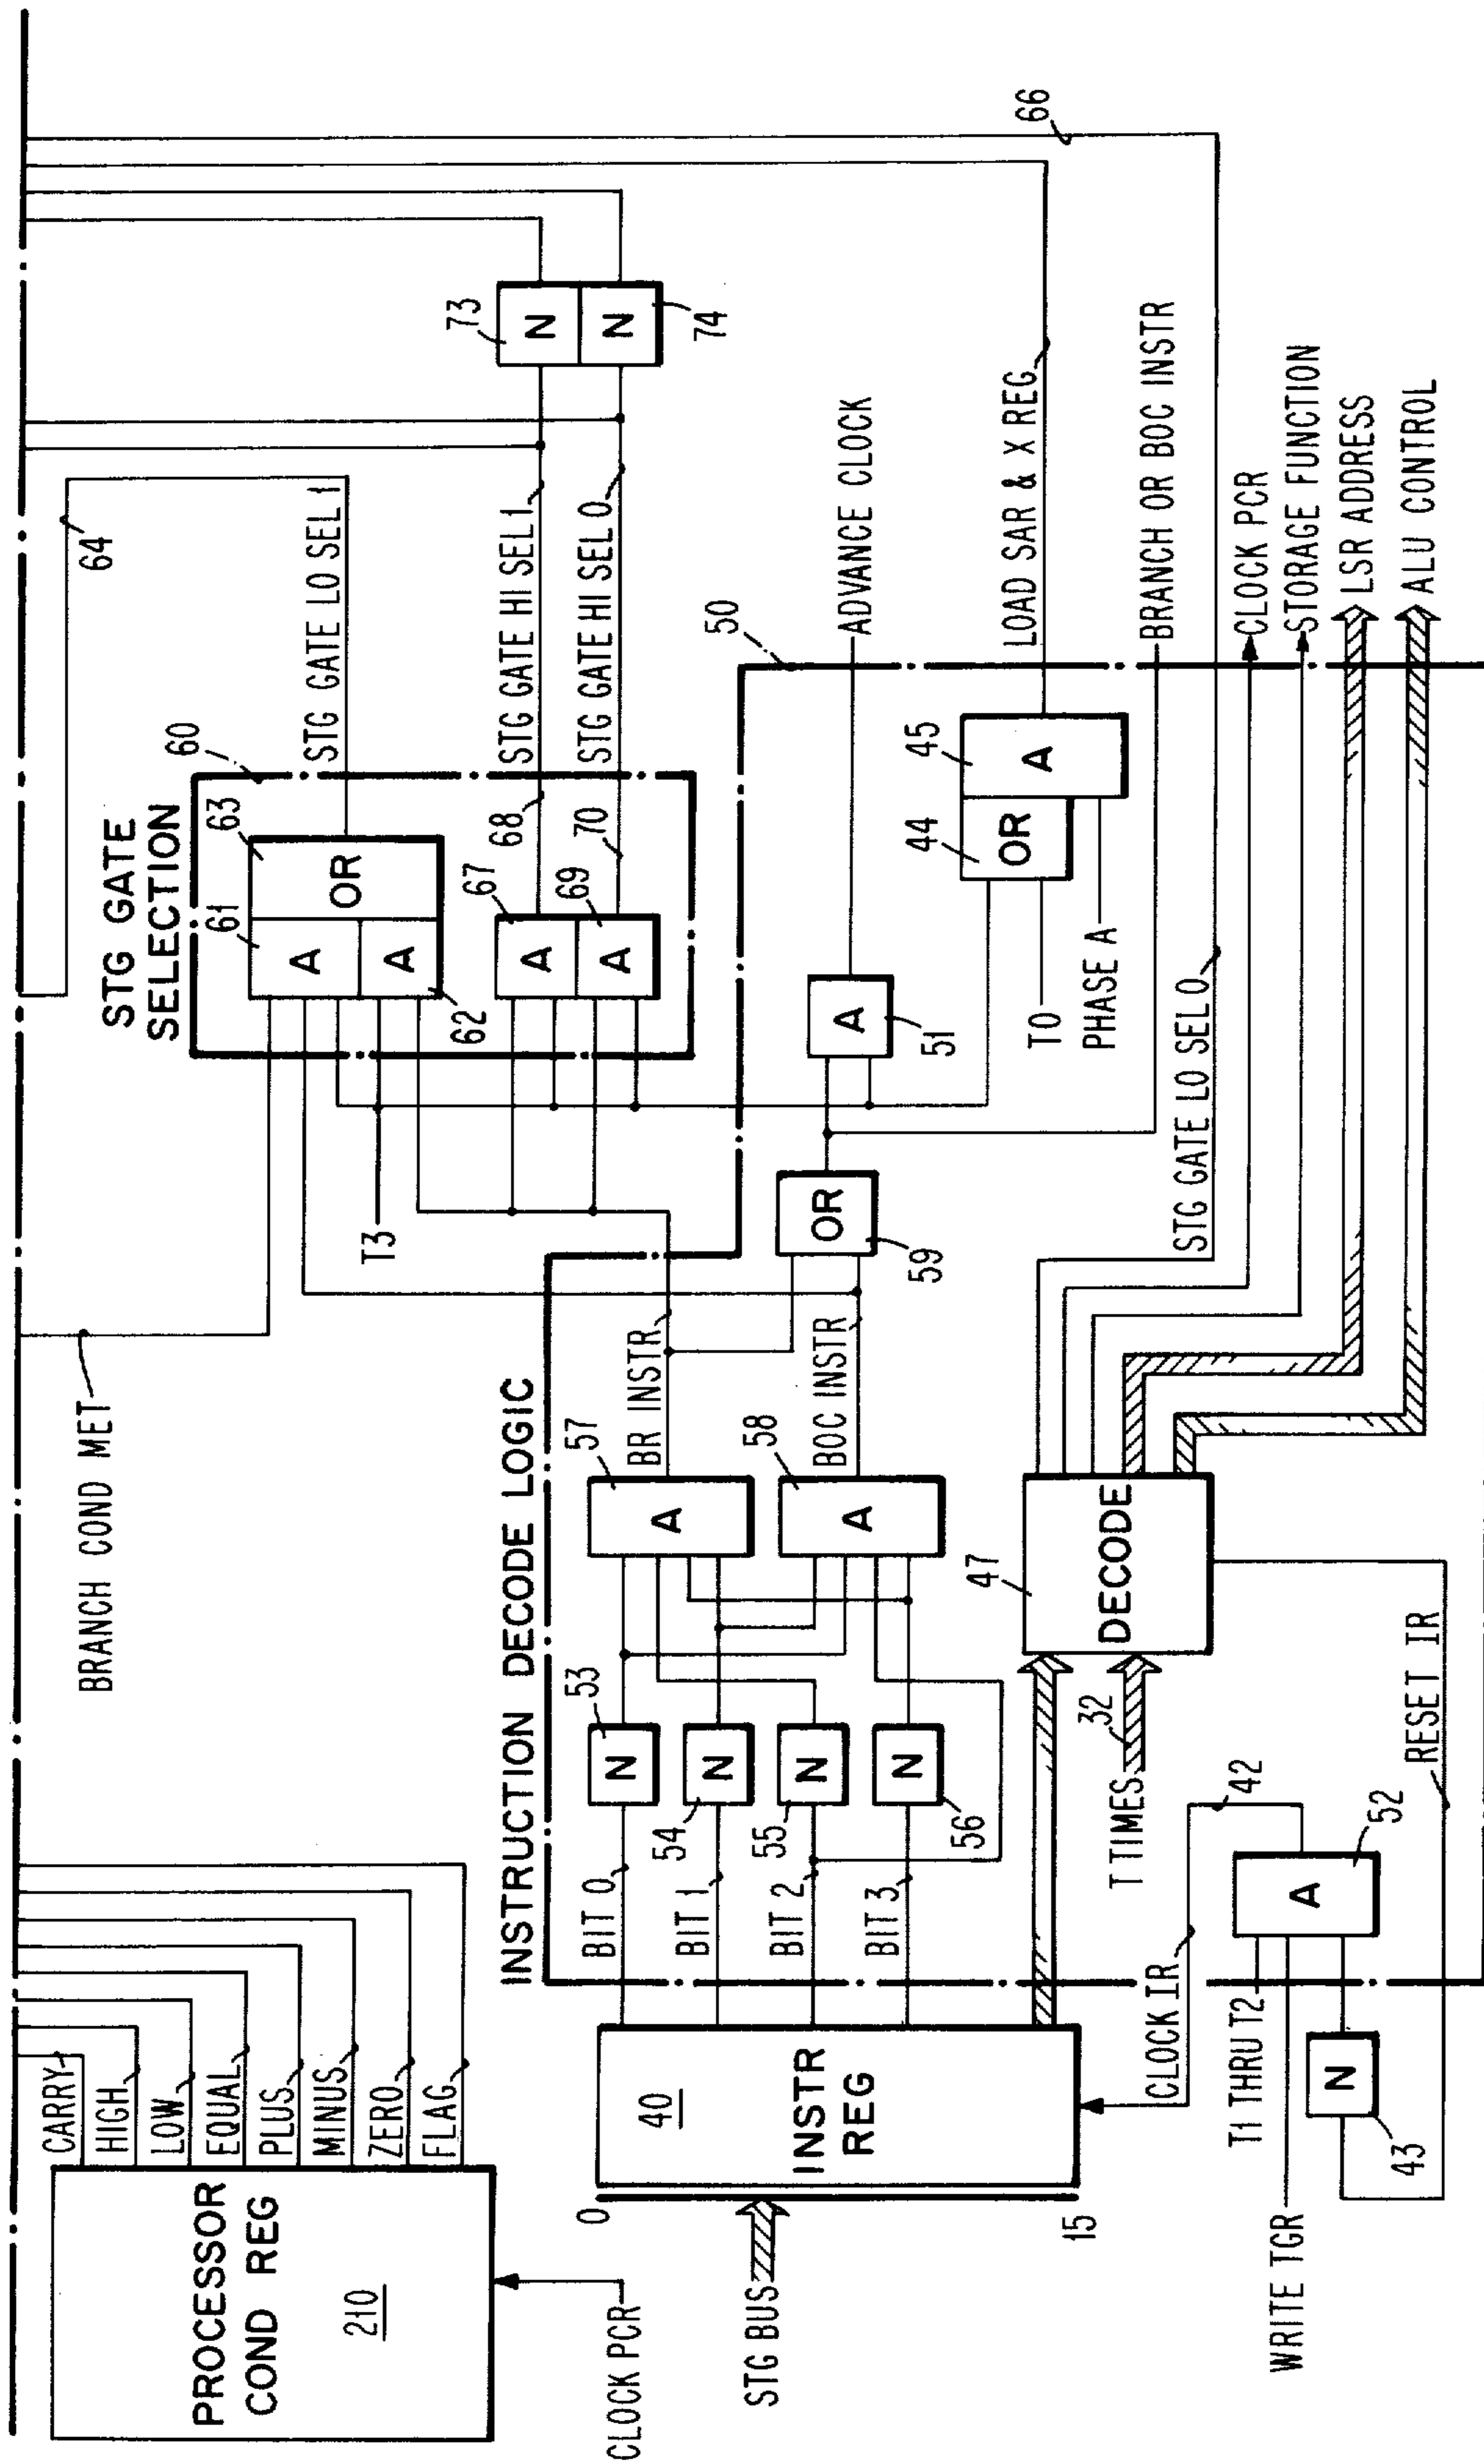 PROCESSOR
COND REG
210
CARRY
HIGH
LOW
EQUAL
PLUS
MINUS
ZERO
FLAG
CLOCK PCR
BRANCH COND MET
64
STG GATE
SELECTION
60
61
A
63
OR
A
62
STG GATE LO SEL 1
T3
67
A
68
STG GATE HI SEL 1
69
A
70
STG GATE HI SEL 0
73
N
N
74
INSTRUCTION DECODE LOGIC
50
STG BUS
0
15
40
INSTR
REG
BIT 0
BIT 1
BIT 2
BIT 3
N
53
N
54
N
55
N
56
57
A
BR INSTR
58
A
BOC INSTR
OR
59
A
51
ADVANCE CLOCK
44
OR
45
A
T0
PHASE A
LOAD SAR & X REG
BRANCH OR BOC INSTR
66
STG GATE LO SEL 0
CLOCK PCR
STORAGE FUNCTION
LSR ADDRESS
ALU CONTROL
47
DECODE
T TIMES
32
CLOCK IR
42
T1 THRU T2
WRITE TGR
N
43
A
52
RESET IR